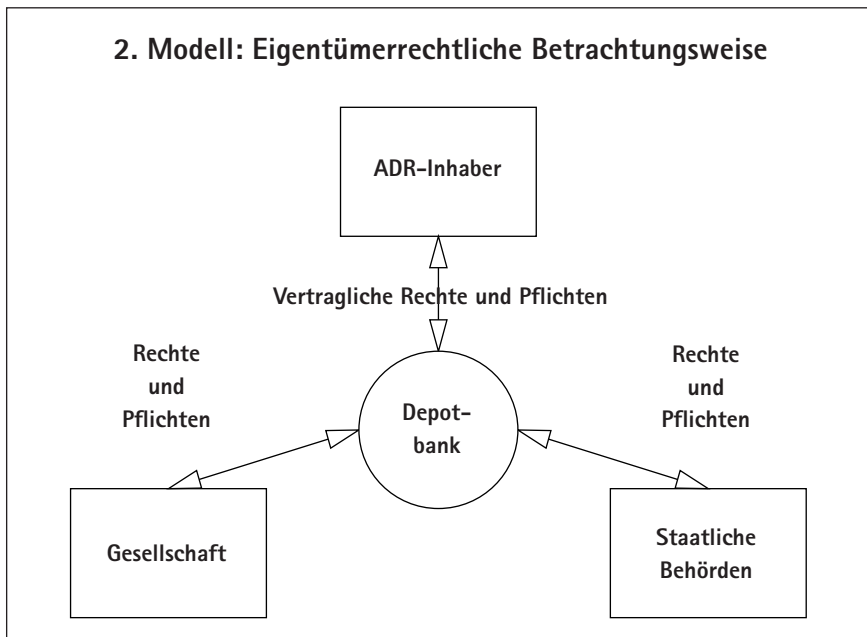 2. Modell: Eigentümerrechtliche Betrachtungsweise
ADR-Inhaber
Vertragliche Rechte und Pflichten
Rechte
und
Pflichten
Rechte
und
Pflichten
Depot-
bank
Gesellschaft
Staatliche
Behörden